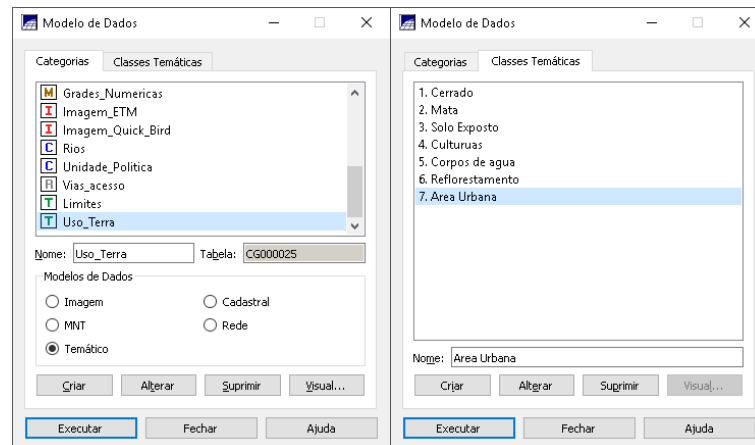 Modelo de Dados
Categorias Classes Temáticas
M Grades_Numericas
I Imagem_ETM
I Imagem_Quick_Bird
C Rios
C Unidade_Politica
R Vias_acesso
T Limites
T Uso_Terra
Nome: Uso_Terra Tabela: CG000025
Modelos de Dados
Imagem Cadastral
MNT Rede
Temático
Criar Alterar Suprimir Visual...
Executar Fechar Ajuda
Modelo de Dados
Categorias Classes Temáticas
1. Cerrado
2. Mata
3. Solo Exposto
4. Culturuas
5. Corpos de agua
6. Reflorestamento
7. Area Urbana
Nome: Area Urbana
Criar Alterar Suprimir Visual...
Executar Fechar Ajuda